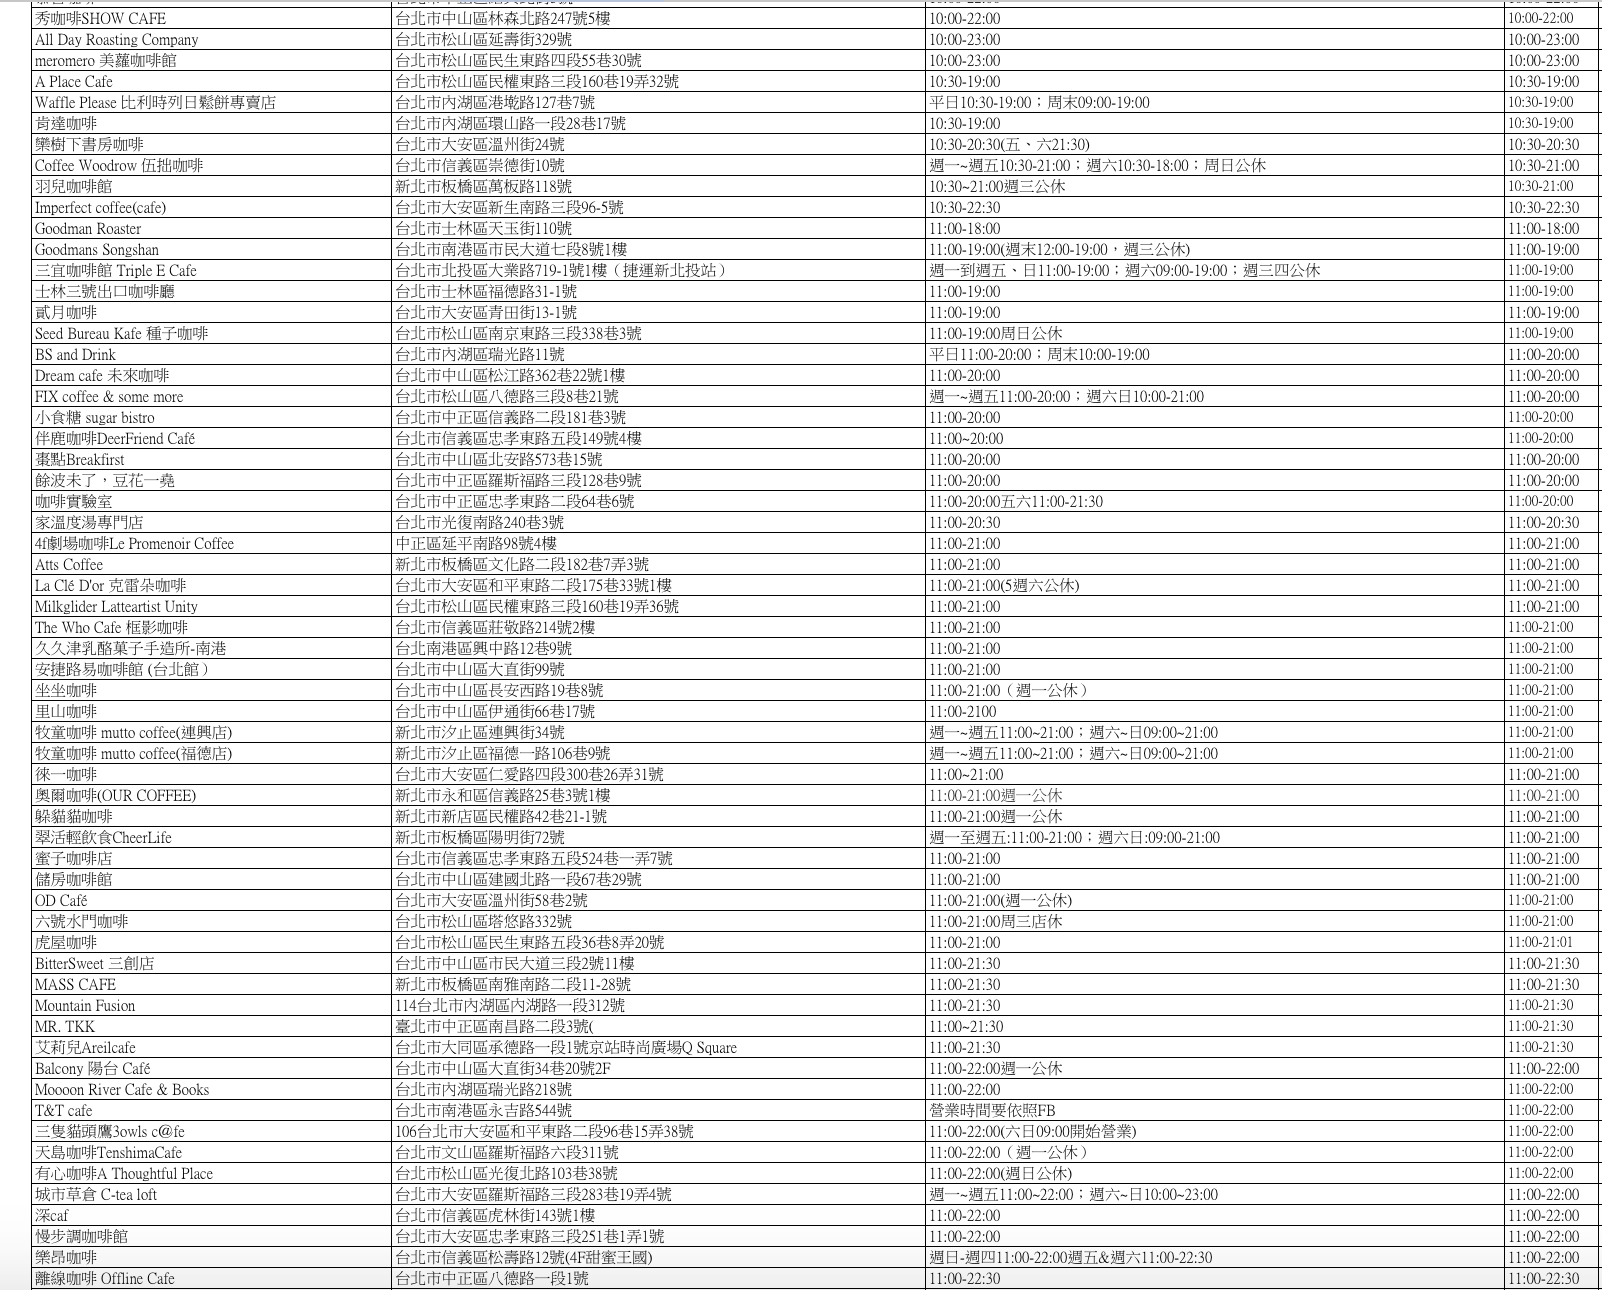 秀咖啡SHOW CAFE 台北市中山區林森北路247號5樓 10:00-22:00 10:00-22:00
All Day Roasting Company 台北市松山區延壽街329號 10:00-23:00 10:00-23:00
meromero 美蘿咖啡館 台北市松山區民生東路四段55巷30號 10:00-23:00 10:00-23:00
A Place Cafe 台北市松山區民權東路三段160巷19弄32號 10:30-19:00 10:30-19:00
Waffle Please 比利時列日鬆餅專賣店 台北市內湖區港墘路127巷7號 平日10:30-19:00；周末09:00-19:00 10:30-19:00
肯達咖啡 台北市內湖區環山路一段28巷17號 10:30-19:00 10:30-19:00
欒樹下書房咖啡 台北市大安區溫州街24號 10:30-20:30(五、六21:30) 10:30-20:30
Coffee Woodrow 伍拙咖啡 台北市信義區崇德街10號 週一~週五10:30-21:00；週六10:30-18:00；周日公休 10:30-21:00
羽兒咖啡館 新北市板橋區萬板路118號 10:30~21:00週三公休 10:30-21:00
Imperfect coffee(cafe) 台北市大安區新生南路三段96-5號 10:30-22:30 10:30-22:30
Goodman Roaster 台北市士林區天玉街110號 11:00-18:00 11:00-18:00
Goodmans Songshan 台北市南港區市民大道七段8號1樓 11:00-19:00(週末12:00-19:00，週三公休) 11:00-19:00
三宜咖啡館 Triple E Cafe 台北市北投區大業路719-1號1樓（捷運新北投站） 週一到週五、日11:00-19:00；週六09:00-19:00；週三四公休 11:00-19:00
士林三號出口咖啡廳 台北市士林區福德路31-1號 11:00-19:00 11:00-19:00
貳月咖啡 台北市大安區青田街13-1號 11:00-19:00 11:00-19:00
Seed Bureau Kafe 種子咖啡 台北市松山區南京東路三段338巷3號 11:00-19:00周日公休 11:00-19:00
BS and Drink 台北市內湖區瑞光路11號 平日11:00-20:00；周末10:00-19:00 11:00-20:00
Dream cafe 未來咖啡 台北市中山區松江路362巷22號1樓 11:00-20:00 11:00-20:00
FIX coffee & some more 台北市松山區八德路三段8巷21號 週一~週五11:00-20:00；週六日10:00-21:00 11:00-20:00
小食糖 sugar bistro 台北市中正區信義路二段181巷3號 11:00-20:00 11:00-20:00
伴鹿咖啡DeerFriend Café 台北市信義區忠孝東路五段149號4樓 11:00~20:00 11:00-20:00
棗點Breakfirst 台北市中山區北安路573巷15號 11:00-20:00 11:00-20:00
餘波未了，豆花一堯 台北市中正區羅斯福路三段128巷9號 11:00-20:00 11:00-20:00
咖啡實驗室 台北市中正區忠孝東路二段64巷6號 11:00-20:00五六11:00-21:30 11:00-20:00
家溫度湯專門店 台北市光復南路240巷3號 11:00-20:30 11:00-20:30
4f劇場咖啡Le Promenoir Coffee 中正區延平南路98號4樓 11:00-21:00 11:00-21:00
Atts Coffee 新北市板橋區文化路二段182巷7弄3號 11:00-21:00 11:00-21:00
La Clé D'or 克雷朵咖啡 台北市大安區和平東路二段175巷33號1樓 11:00-21:00(5週六公休) 11:00-21:00
Milkglider Latteartist Unity 台北市松山區民權東路三段160巷19弄36號 11:00-21:00 11:00-21:00
The Who Cafe 框影咖啡 台北市信義區莊敬路214號2樓 11:00-21:00 11:00-21:00
久久津乳酪菓子手造所-南港 台北南港區興中路12巷9號 11:00-21:00 11:00-21:00
安捷路易咖啡館 (台北館） 台北市中山區大直街99號 11:00-21:00 11:00-21:00
坐坐咖啡 台北市中山區長安西路19巷8號 11:00-21:00（週一公休） 11:00-21:00
里山咖啡 台北市中山區伊通街66巷17號 11:00-2100 11:00-21:00
牧童咖啡 mutto coffee(連興店) 新北市汐止區連興街34號 週一~週五11:00~21:00；週六~日09:00~21:00 11:00-21:00
牧童咖啡 mutto coffee(福德店) 新北市汐止區福德一路106巷9號 週一~週五11:00~21:00；週六~日09:00~21:00 11:00-21:00
徠一咖啡 台北市大安區仁愛路四段300巷26弄31號 11:00~21:00 11:00-21:00
奧爾咖啡(OUR COFFEE) 新北市永和區信義路25巷3號1樓 11:00-21:00週一公休 11:00-21:00
躲貓貓咖啡 新北市新店區民權路42巷21-1號 11:00-21:00週一公休 11:00-21:00
翠活輕飲食CheerLife 新北市板橋區陽明街72號 週一至週五:11:00-21:00；週六日:09:00-21:00 11:00-21:00
蜜子咖啡店 台北市信義區忠孝東路五段524巷一弄7號 11:00-21:00 11:00-21:00
儲房咖啡館 台北市中山區建國北路一段67巷29號 11:00-21:00 11:00-21:00
OD Café 台北市大安區溫州街58巷2號 11:00-21:00(週一公休) 11:00-21:00
六號水門咖啡 台北市松山區塔悠路332號 11:00-21:00周三店休 11:00-21:00
虎屋咖啡 台北市松山區民生東路五段36巷8弄20號 11:00-21:00 11:00-21:01
BitterSweet 三創店 台北市中山區市民大道三段2號11樓 11:00-21:30 11:00-21:30
MASS CAFE 新北市板橋區南雅南路二段11-28號 11:00-21:30 11:00-21:30
Mountain Fusion 114台北市內湖區內湖路一段312號 11:00-21:30 11:00-21:30
MR. TKK 臺北市中正區南昌路二段3號( 11:00~21:30 11:00-21:30
艾莉兒Areilcafe 台北市大同區承德路一段1號京站時尚廣場Q Square 11:00-21:30 11:00-21:30
Balcony 陽台 Café 台北市中山區大直街34巷20號2F 11:00-22:00週一公休 11:00-22:00
Moooon River Cafe & Books 台北市內湖區瑞光路218號 11:00-22:00 11:00-22:00
T&T cafe 台北市南港區永吉路544號 營業時間要依照FB 11:00-22:00
三隻貓頭鷹3owls c@fe 106台北市大安區和平東路二段96巷15弄38號 11:00-22:00(六日09:00開始營業) 11:00-22:00
天島咖啡TenshimaCafe 台北市文山區羅斯福路六段311號 11:00-22:00（週一公休） 11:00-22:00
有心咖啡A Thoughtful Place 台北市松山區光復北路103巷38號 11:00-22:00(週日公休) 11:00-22:00
城市草倉 C-tea loft 台北市大安區羅斯福路三段283巷19弄4號 週一~週五11:00~22:00；週六~日10:00~23:00 11:00-22:00
深caf 台北市信義區虎林街143號1樓 11:00-22:00 11:00-22:00
慢步調咖啡館 台北市大安區忠孝東路三段251巷1弄1號 11:00-22:00 11:00-22:00
樂昂咖啡 台北市信義區松壽路12號(4F甜蜜王國) 週日-週四11:00-22:00週五&週六11:00-22:30 11:00-22:00
離線咖啡 Offline Cafe 台北市中正區八德路一段1號 11:00-22:30 11:00-22:30